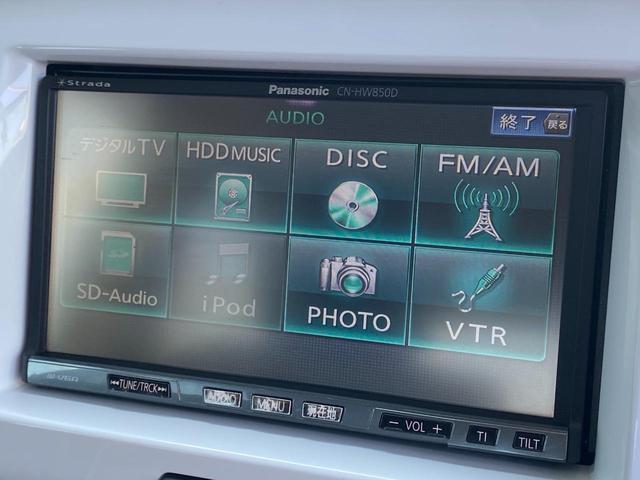 Strada
Panasonic CN-HW850D
AUDIO
終了 戻る
デジタルTV HDD MUSIC DISC FM/AM
SD-Audio iPod PHOTO VTR
TUNE/TRCK AUDIO MENU 現在地 − VOL + TI TILT